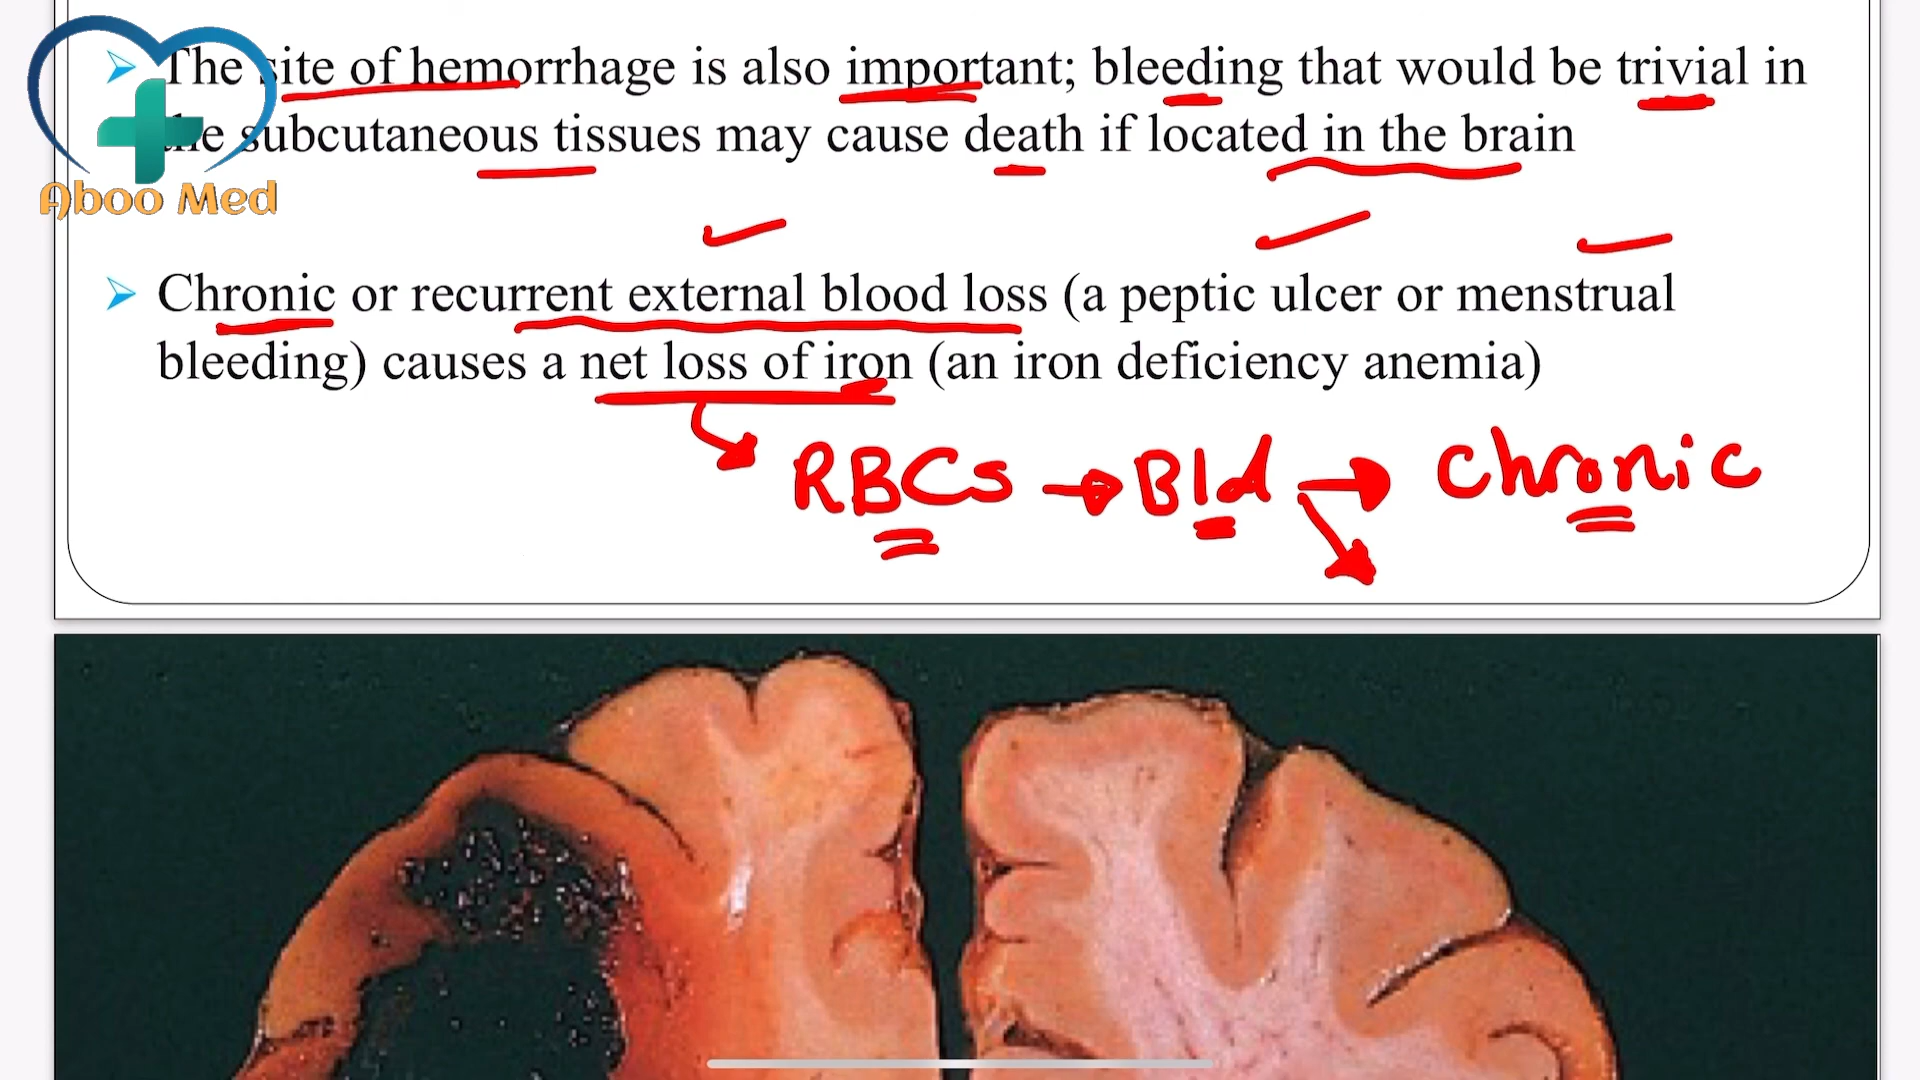 The site of hemorrhage is also important; bleeding that would be trivial in
the subcutaneous tissues may cause death if located in the brain
Aboo Med
Chronic or recurrent external blood loss (a peptic ulcer or menstrual
bleeding) causes a net loss of iron (an iron deficiency anemia)
RBCs → Bld → Chronic